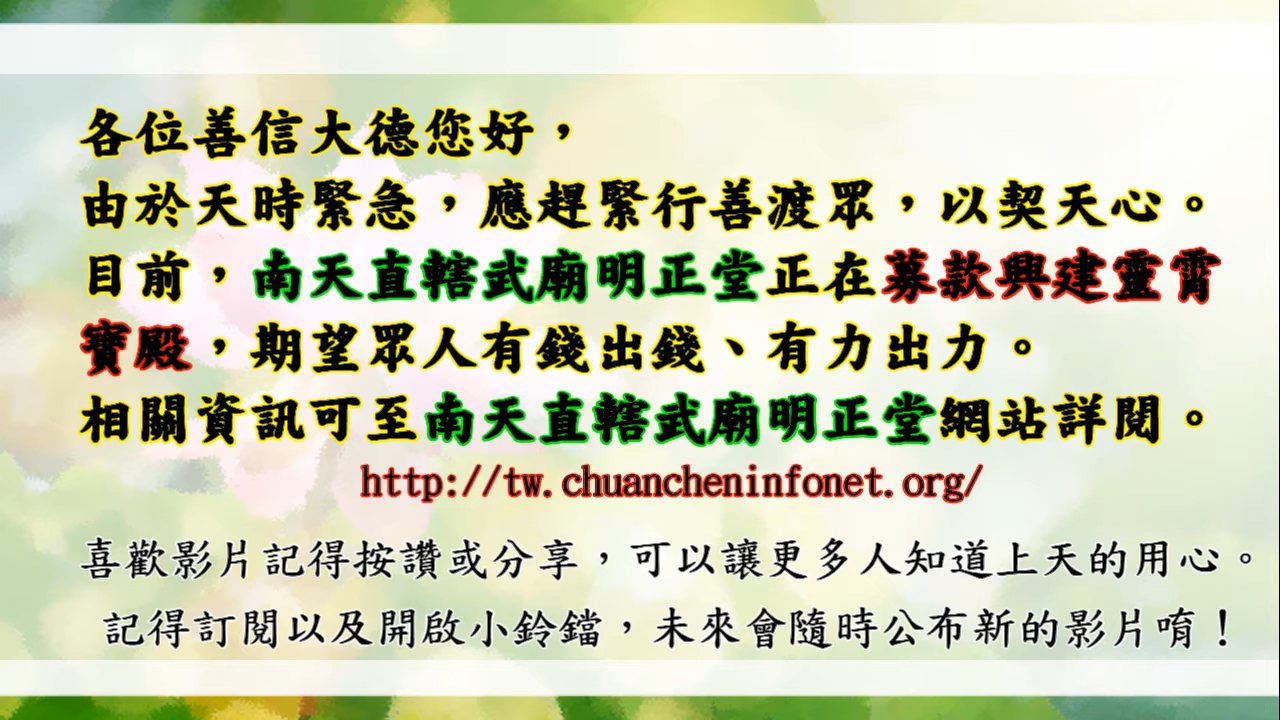 各位善信大德您好，
由於天時緊急，應趕緊行善渡眾，以契天心。
目前，南天直轄武廟明正堂正在募款興建靈霄
寶殿，期望眾人有錢出錢、有力出力。
相關資訊可至南天直轄武廟明正堂網站詳閱。
http://tw.chuancheninfonet.org/
喜歡影片記得按讚或分享，可以讓更多人知道上天的用心。
記得訂閱以及開啟小鈴鐺，未來會隨時公布新的影片唷！